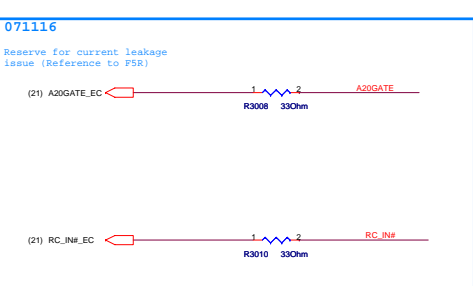 071116
Reserve for current leakage
issue (Reference to F5R)
(21) A20GATE_EC 1 2 A20GATE
R3008 33Ohm
(21) RC_IN#_EC 1 2 RC_IN#
R3010 33Ohm